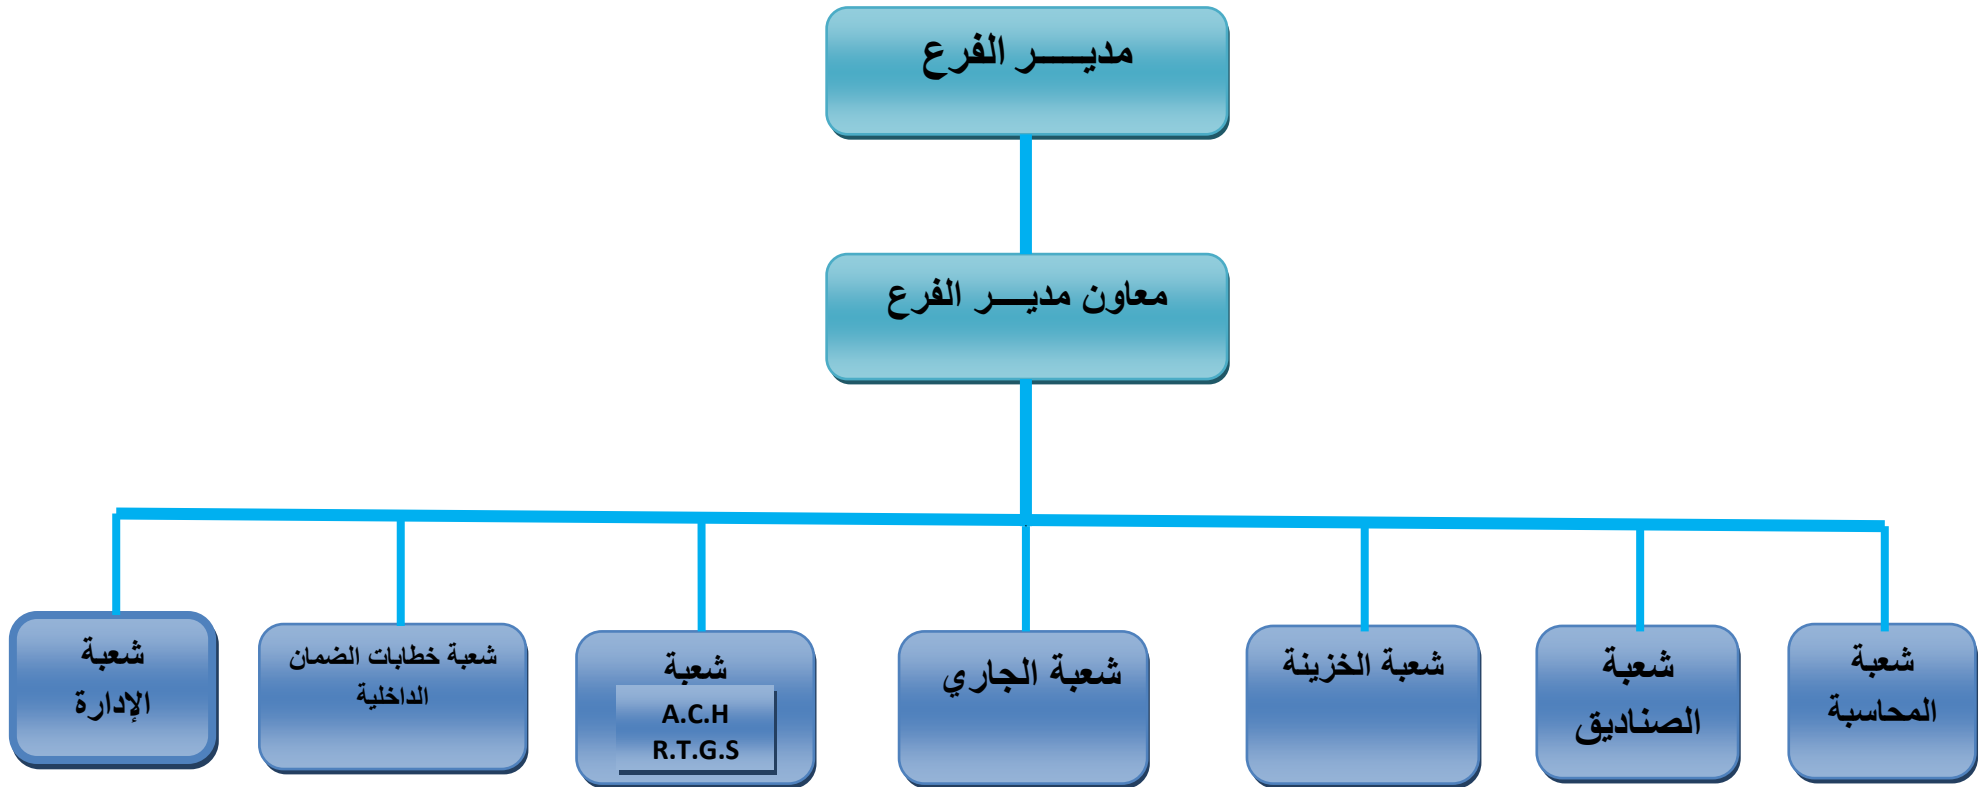 مديـــــر الفرع
معاون مديـــر الفرع
شعبة
المحاسبة
شعبة
الصناديق
شعبة الخزينة
شعبة الجاري
شعبة
A.C.H
R.T.G.S
شعبة خطابات الضمان
الداخلية
شعبة
الإدارة